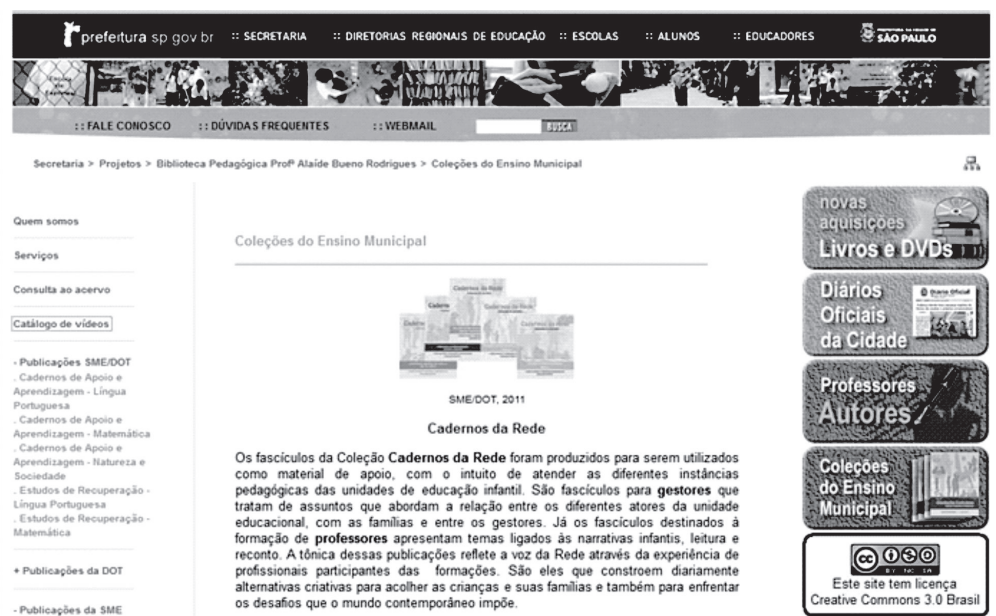 prefeitura sp gov br
:: SECRETARIA
:: DIRETORIAS REGIONAIS DE EDUCAÇÃO
:: ESCOLAS
:: ALUNOS
:: EDUCADORES
SÃO PAULO
:: FALE CONOSCO
:: DÚVIDAS FREQUENTES
:: WEBMAIL
BUSCA
Secretaria > Projetos > Biblioteca Pedagógica Profª Alaíde Bueno Rodrigues > Coleções do Ensino Municipal
Quem somos
Serviços
Consulta ao acervo
Catálogo de vídeos
- Publicações SME/DOT
. Cadernos de Apoio e
Aprendizagem - Língua
Portuguesa
. Cadernos de Apoio e
Aprendizagem - Matemática
. Cadernos de Apoio e
Aprendizagem - Natureza e
Sociedade
. Estudos de Recuperação -
Língua Portuguesa
. Estudos de Recuperação -
Matemática
+ Publicações da DOT
- Publicações da SME
Coleções do Ensino Municipal
Cadernos da Rede
SME/DOT, 2011
Cadernos da Rede
Os fascículos da Coleção Cadernos da Rede foram produzidos para serem utilizados
como material de apoio, com o intuito de atender as diferentes instâncias
pedagógicas das unidades de educação infantil. São fascículos para gestores que
tratam de assuntos que abordam a relação entre os diferentes atores da unidade
educacional, com as famílias e entre os gestores. Já os fascículos destinados à
formação de professores apresentam temas ligados às narrativas infantis, leitura e
reconto. A tônica dessas publicações reflete a voz da Rede através da experiência de
profissionais participantes das formações. São eles que constroem diariamente
alternativas criativas para acolher as crianças e suas famílias e também para enfrentar
os desafios que o mundo contemporâneo impõe.
novas
aquisições
Livros e DVDs
Diários
Oficiais
da Cidade
Diário Oficial
Professores
Autores
Coleções
do Ensino
Municipal
cc
BY NC SA
Este site tem licença
Creative Commons 3.0 Brasil